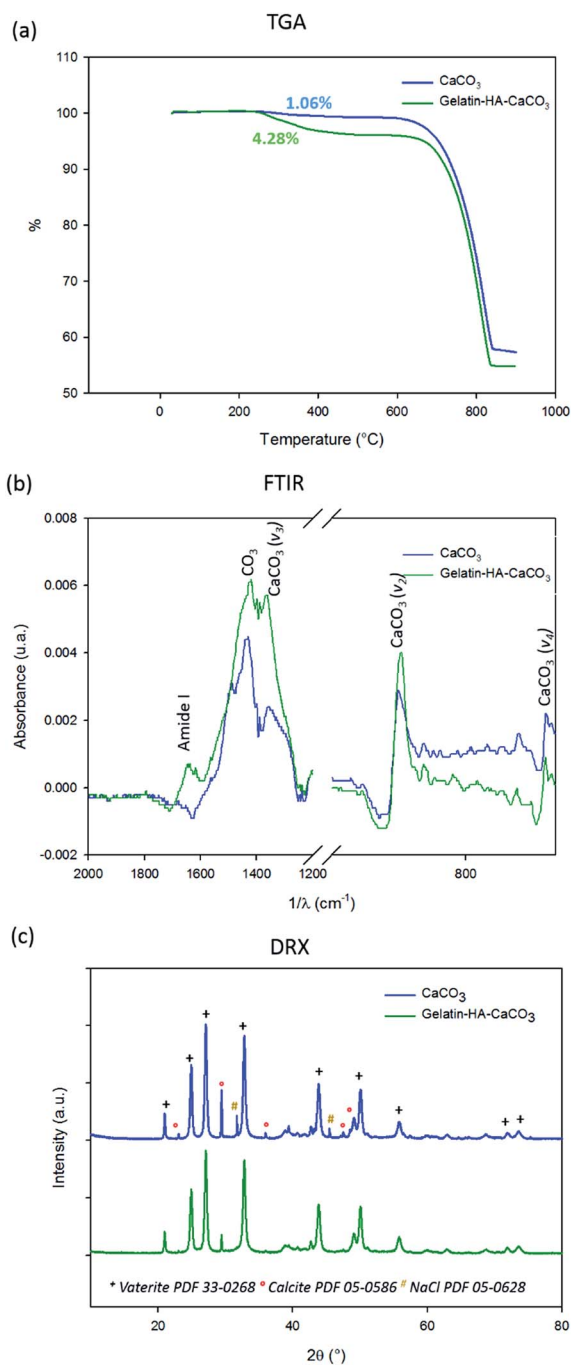 (a)
TGA
110
100
90
80
70
60
50
%
CaCO₃
Gelatin-HA-CaCO₃
1.06%
4.28%
0 200 400 600 800 1000
Temperature (°C)
(b)
FTIR
0.008
0.006
0.004
0.002
0.000
-0.002
Absorbance (u.a.)
CaCO₃
Gelatin-HA-CaCO₃
Amide I
CO₃
CaCO₃ (v₃)
CaCO₃ (v₂)
CaCO₃ (v₄)
2000 1800 1600 1400 1200 800
1/λ (cm⁻¹)
(c)
DRX
CaCO₃
Gelatin-HA-CaCO₃
Intensity (a.u.)
+ Vaterite PDF 33-0268 ° Calcite PDF 05-0586 # NaCl PDF 05-0628
20 40 60 80
2θ (°)